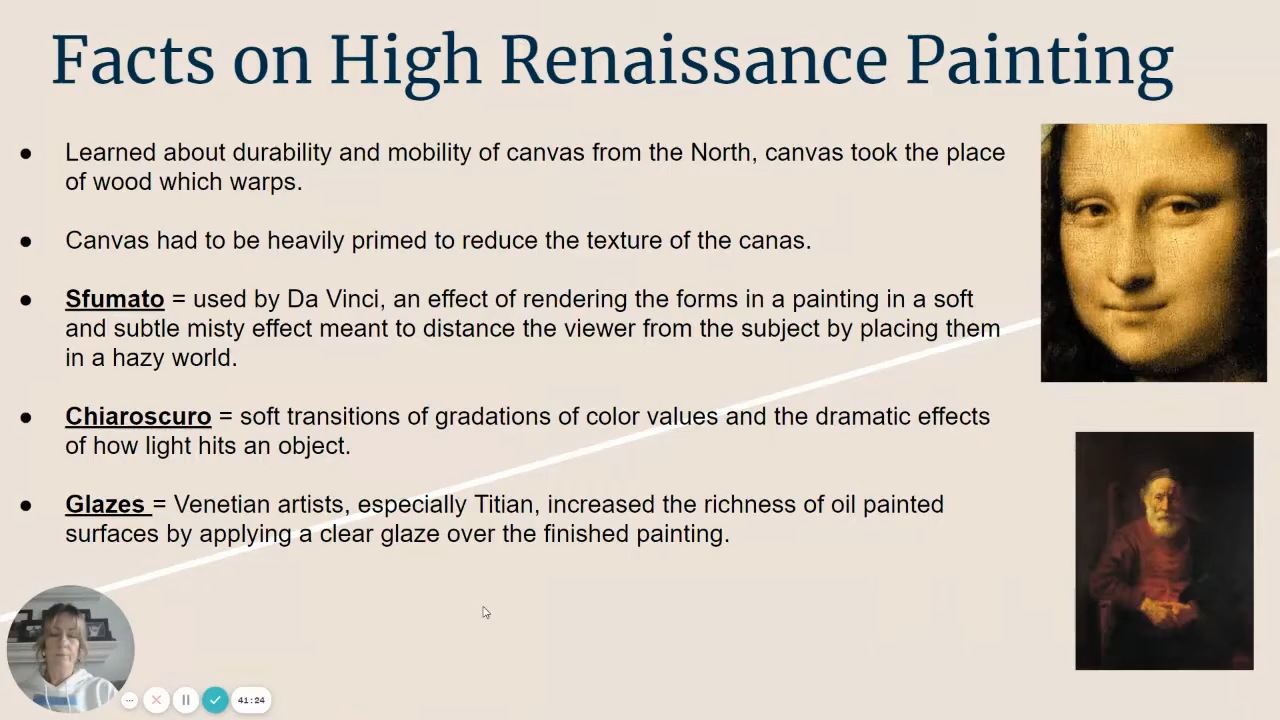 Facts on High Renaissance Painting
● Learned about durability and mobility of canvas from the North, canvas took the place
of wood which warps.
● Canvas had to be heavily primed to reduce the texture of the canas.
● Sfumato = used by Da Vinci, an effect of rendering the forms in a painting in a soft
and subtle misty effect meant to distance the viewer from the subject by placing them
in a hazy world.
● Chiaroscuro = soft transitions of gradations of color values and the dramatic effects
of how light hits an object.
● Glazes = Venetian artists, especially Titian, increased the richness of oil painted
surfaces by applying a clear glaze over the finished painting.
41:24